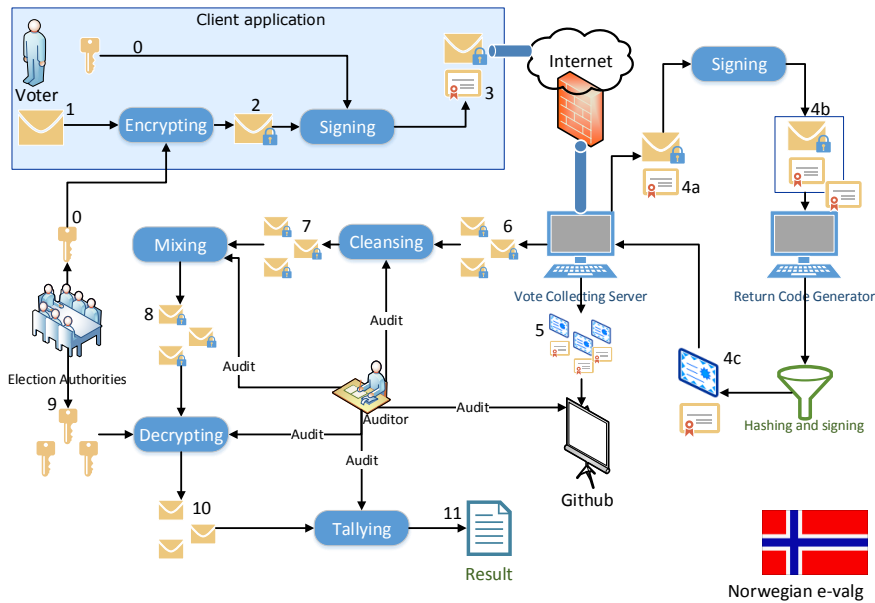 Client application
0
Voter
1
Encrypting
2
Signing
3
Internet
Signing
4b
4a
0
Mixing
7
Cleansing
6
Vote Collecting Server
Return Code Generator
8
5
Audit
Audit
4c
Election Authorities
9
Auditor
Audit
Hashing and signing
Decrypting
Audit
Audit
Github
10
Tallying
11
Result
Norwegian e-valg